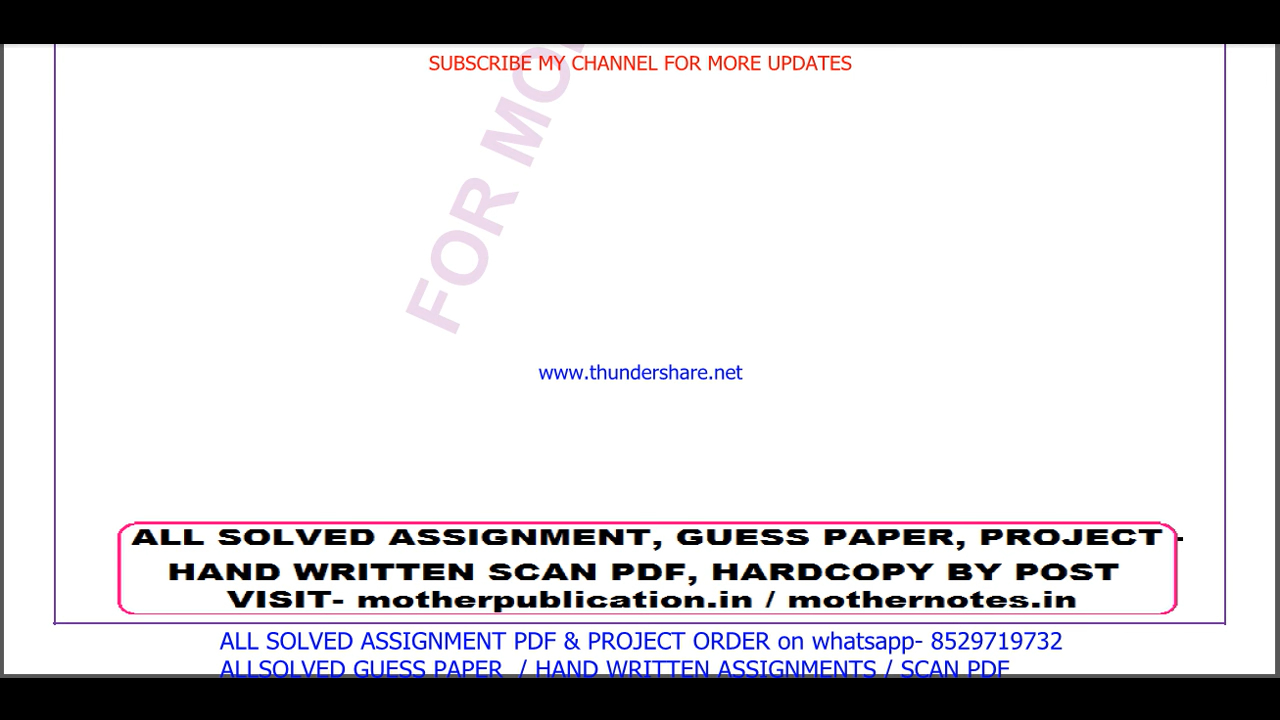 SUBSCRIBE MY CHANNEL FOR MORE UPDATES
FOR
www.thundershare.net
ALL SOLVED ASSIGNMENT, GUESS PAPER, PROJECT -
HAND WRITTEN SCAN PDF, HARDCOPY BY POST
VISIT- motherpublication.in / mothernotes.in
ALL SOLVED ASSIGNMENT PDF & PROJECT ORDER on whatsapp- 8529719732
ALLSOLVED GUESS PAPER / HAND WRITTEN ASSIGNMENTS / SCAN PDF